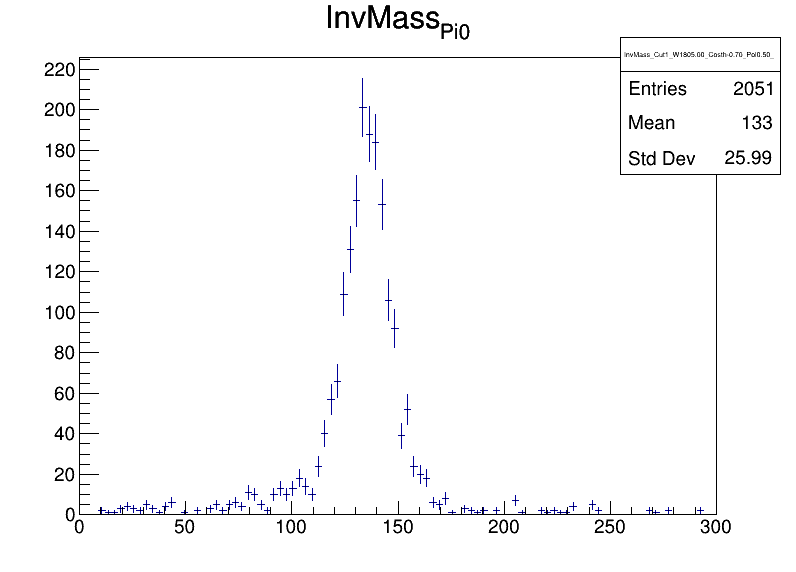 InvMass_Pi0
InvMass_Cut1_W1805.00_Costh-0.70_Pol0.50_
Entries 2051
Mean 133
Std Dev 25.99
220
200
180
160
140
120
100
80
60
40
20
0
0 50 100 150 200 250 300